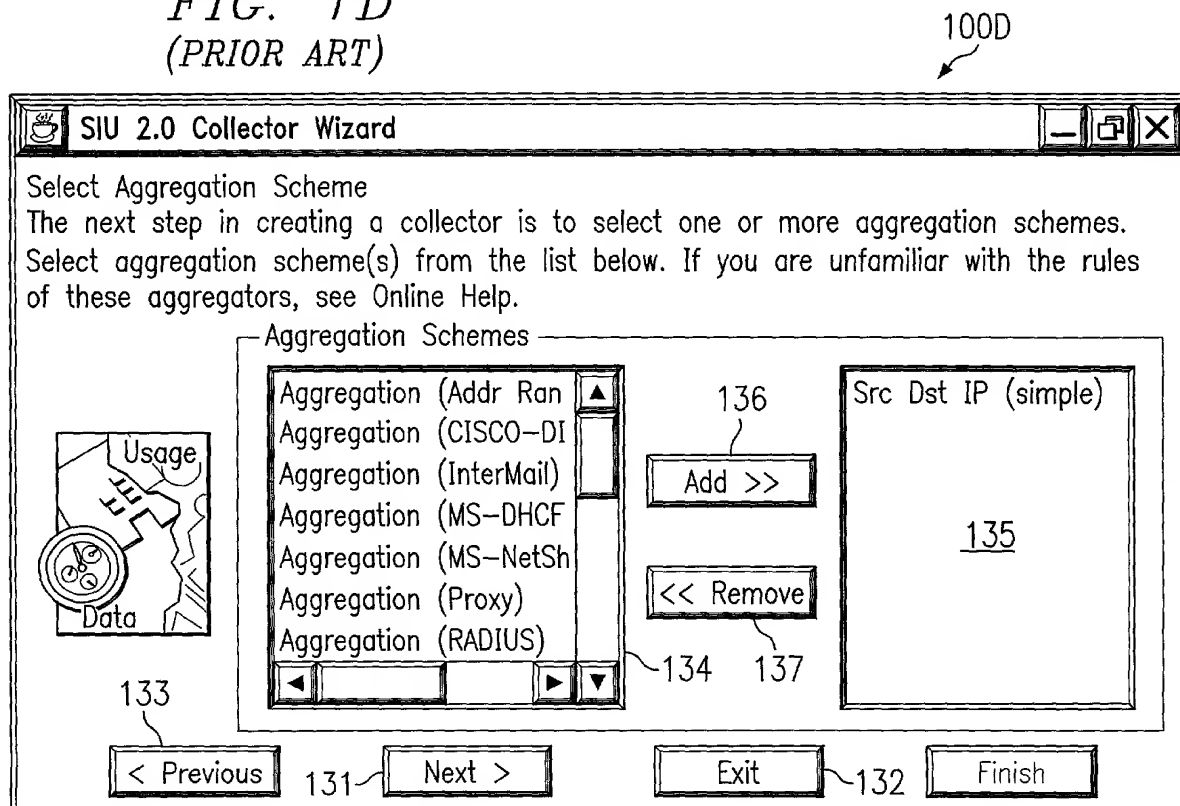 FIG. 1D
(PRIOR ART)
100D
SIU 2.0 Collector Wizard
Select Aggregation Scheme
The next step in creating a collector is to select one or more aggregation schemes.
Select aggregation scheme(s) from the list below. If you are unfamiliar with the rules
of these aggregators, see Online Help.
Aggregation Schemes
Aggregation (Addr Ran
Aggregation (CISCO-DI
Aggregation (InterMail)
Aggregation (MS-DHCF
Aggregation (MS-NetSh
Aggregation (Proxy)
Aggregation (RADIUS)
134
136
Add >>
<< Remove
137
Src Dst IP (simple)
135
Usage
Data
133
< Previous
131
Next >
Exit
132
Finish